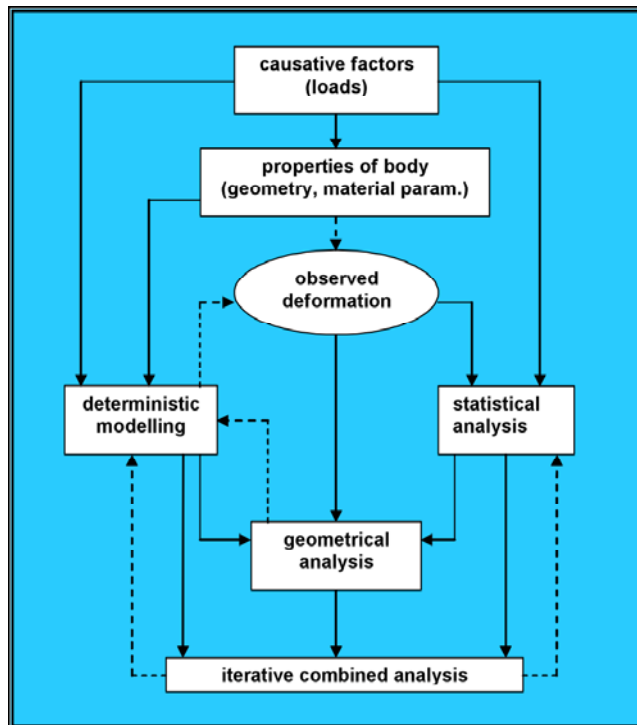 causative factors
(loads)
properties of body
(geometry, material param.)
observed
deformation
deterministic
modelling
statistical
analysis
geometrical
analysis
iterative combined analysis